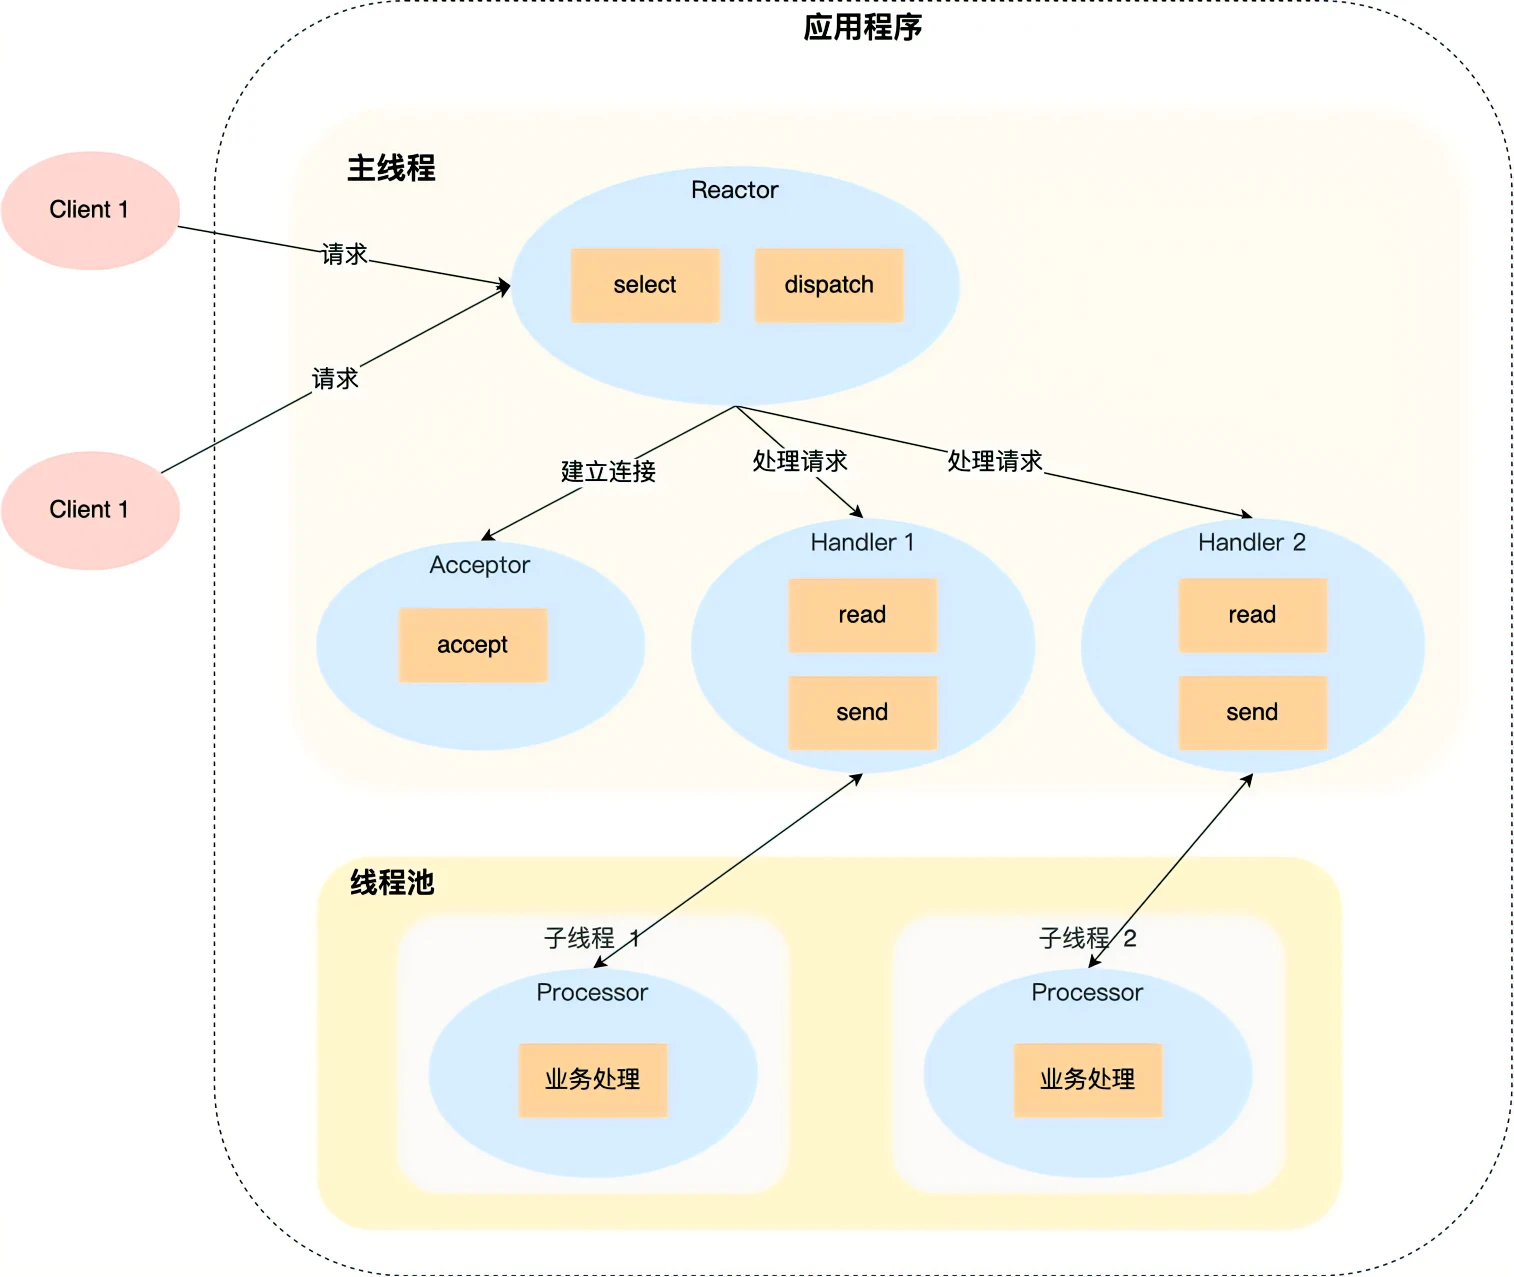 应用程序
主线程
Reactor
select
dispatch
Client 1
请求
请求
Client 1
建立连接
处理请求
处理请求
Acceptor
accept
Handler 1
read
send
Handler 2
read
send
线程池
子线程 1
Processor
业务处理
子线程 2
Processor
业务处理